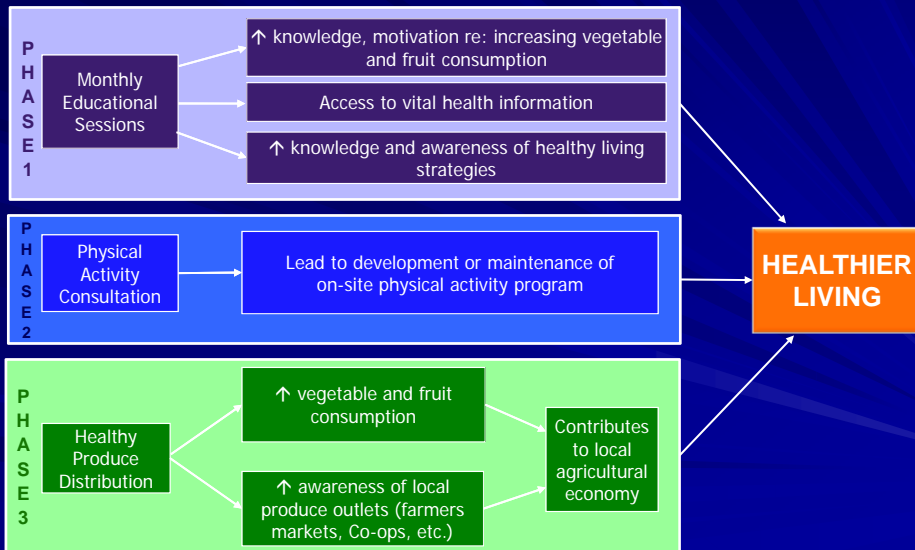 PHASE1
Monthly
Educational
Sessions
↑ knowledge, motivation re: increasing vegetable
and fruit consumption
Access to vital health information
↑ knowledge and awareness of healthy living
strategies
PHASE2
Physical
Activity
Consultation
Lead to development or maintenance of
on-site physical activity program
HEALTHIER
LIVING
PHASE3
Healthy
Produce
Distribution
↑ vegetable and fruit
consumption
↑ awareness of local
produce outlets (farmers
markets, Co-ops, etc.)
Contributes
to local
agricultural
economy